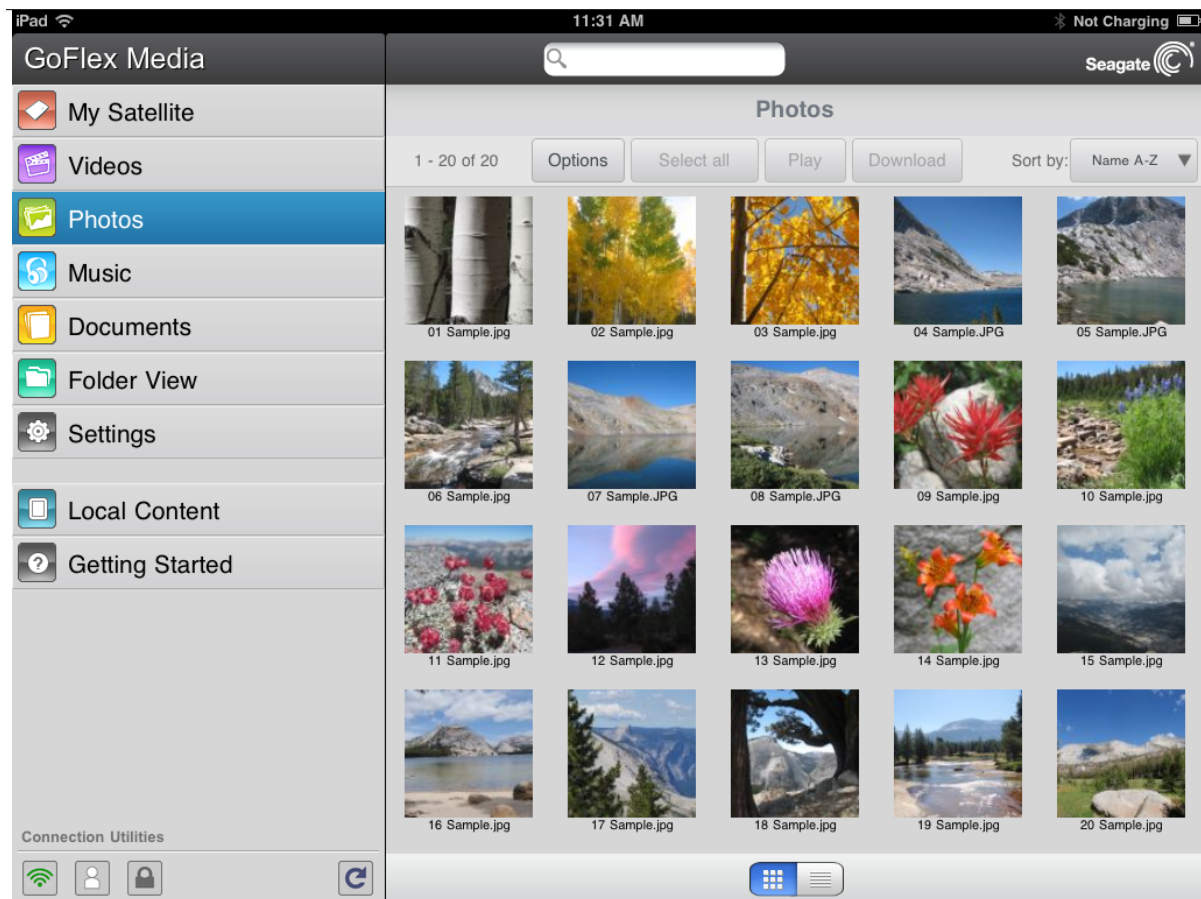 iPad 11:31 AM Not Charging
GoFlex Media
Seagate
My Satellite
Videos
Photos
Music
Documents
Folder View
Settings
Local Content
Getting Started
Connection Utilities
Photos
1 - 20 of 20 Options Select all Play Download Sort by: Name A-Z
01 Sample.jpg 02 Sample.jpg 03 Sample.jpg 04 Sample.JPG 05 Sample.JPG
06 Sample.jpg 07 Sample.JPG 08 Sample.JPG 09 Sample.jpg 10 Sample.jpg
11 Sample.jpg 12 Sample.jpg 13 Sample.jpg 14 Sample.jpg 15 Sample.jpg
16 Sample.jpg 17 Sample.jpg 18 Sample.jpg 19 Sample.jpg 20 Sample.jpg